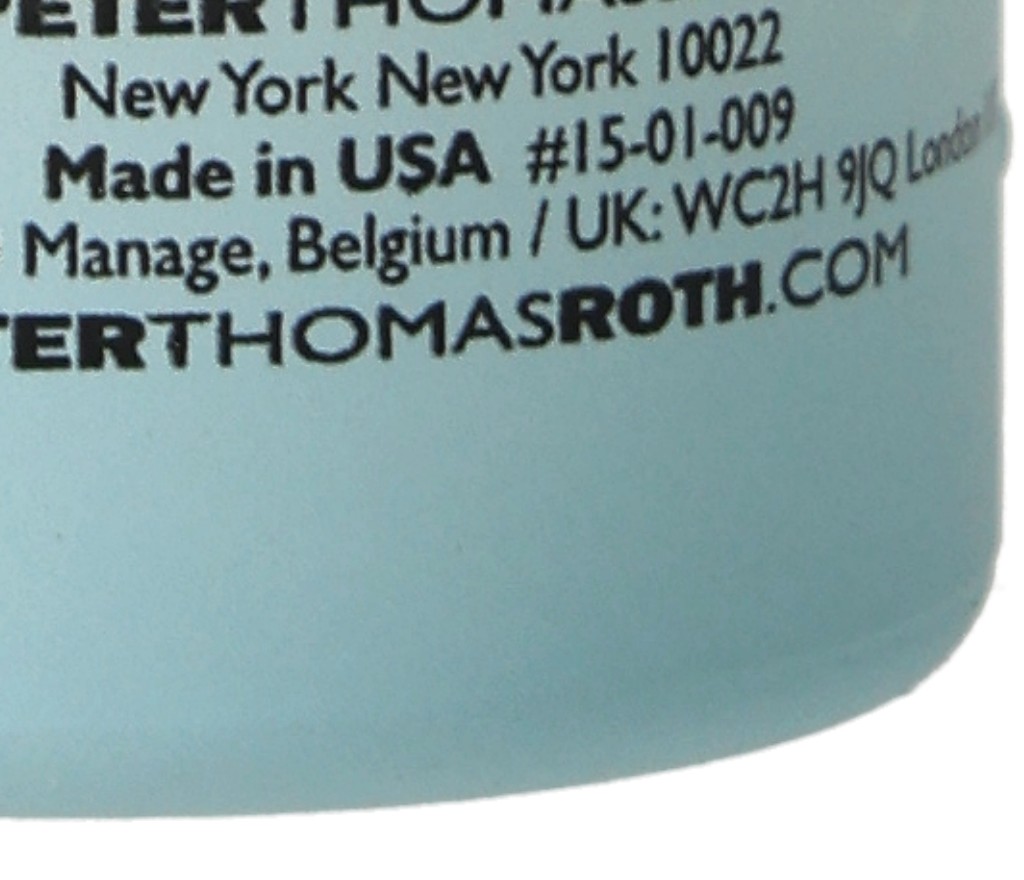 PETERTHOMAS
New York New York 10022
Made in USA #15-01-009
Manage, Belgium / UK: WC2H 9JQ London
TERTHOMASROTH.COM